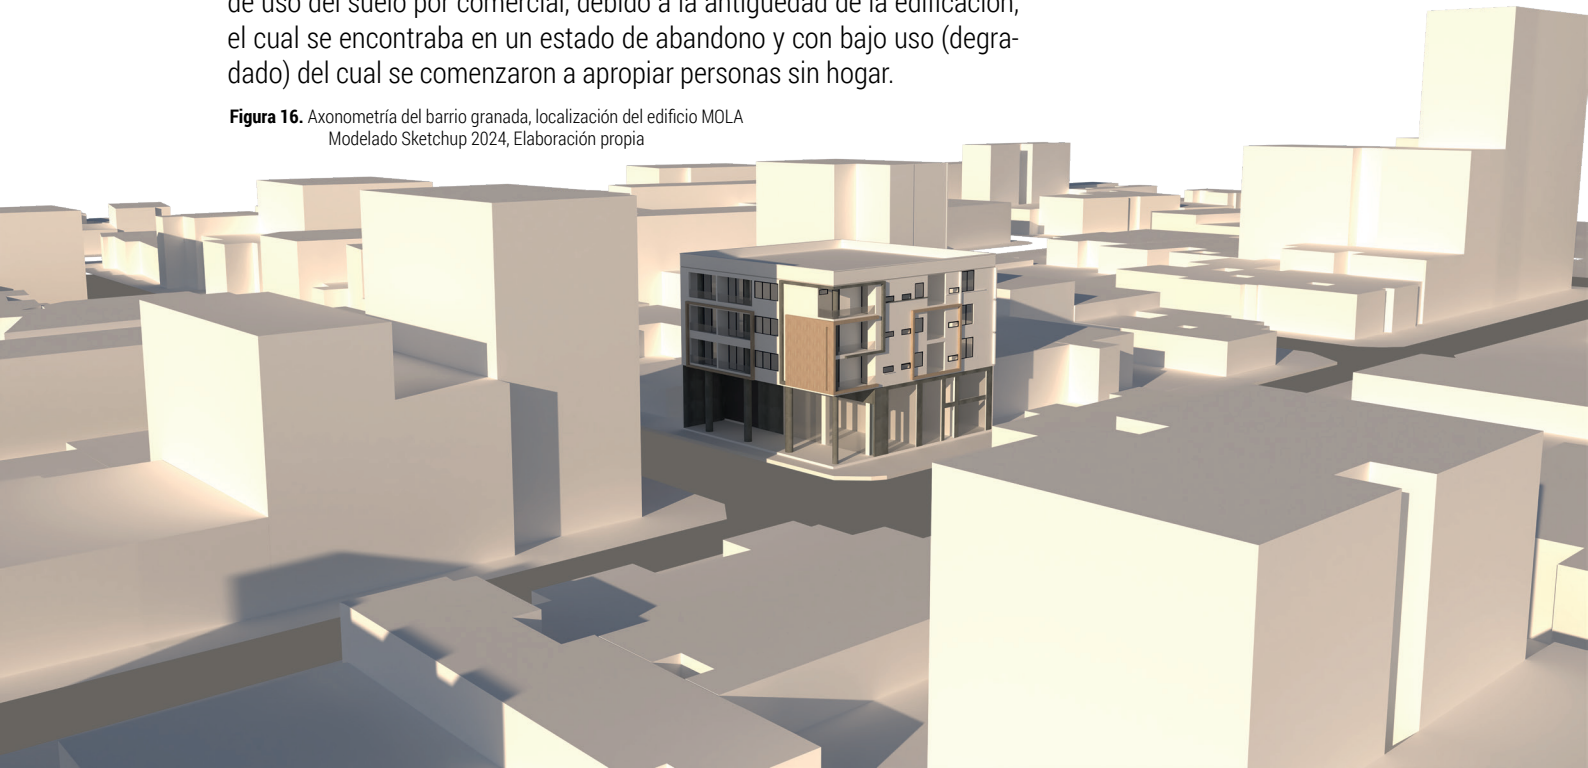 de uso del suelo por comercial, debido a la antigüedad de la edificación,
el cual se encontraba en un estado de abandono y con bajo uso (degra-
dado) del cual se comenzaron a apropiar personas sin hogar.
Figura 16. Axonometría del barrio granada, localización del edificio MOLA
Modelado Sketchup 2024, Elaboración propia